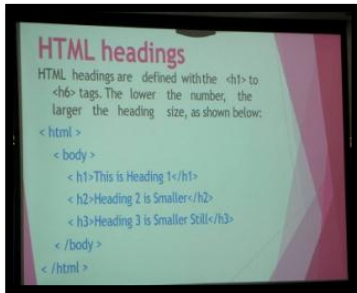 HTML headings
HTML headings are defined with the <h1> to
<h6> tags. The lower the number, the
larger the heading size, as shown below:
< html >
< body >
< h1>This is Heading 1</h1>
< h2>Heading 2 is Smaller</h2>
< h3>Heading 3 is Smaller Still</h3>
< /body >
< /html >